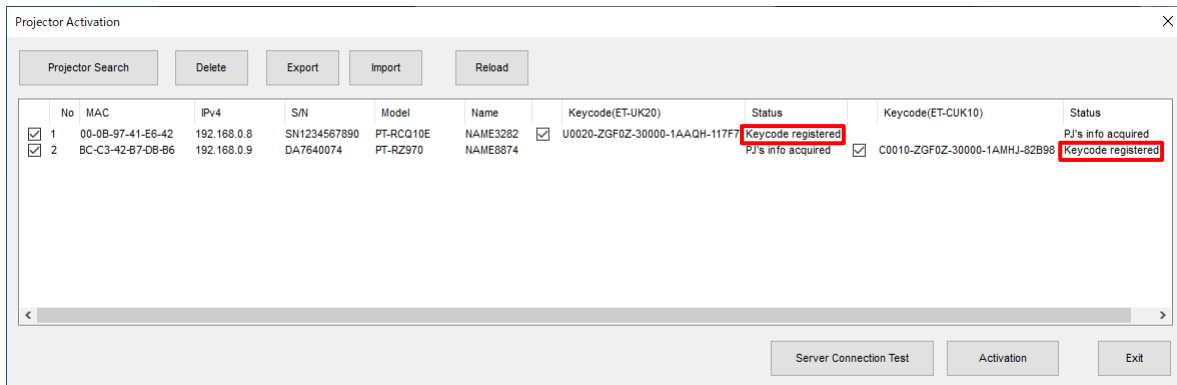 Projector Activation
Projector Search Delete Export Import Reload
No MAC IPv4 S/N Model Name Keycode(ET-UK20) Status Keycode(ET-CUK10) Status
1 00-0B-97-41-E6-42 192.168.0.8 SN1234567890 PT-RCQ10E NAME3282 U0020-ZGF0Z-30000-1AAQH-117F7 Keycode registered PJ's info acquired
2 BC-C3-42-B7-DB-B6 192.168.0.9 DA7640074 PT-RZ970 NAME8874 PJ's info acquired C0010-ZGF0Z-30000-1AMHJ-82B98 Keycode registered
Server Connection Test Activation Exit